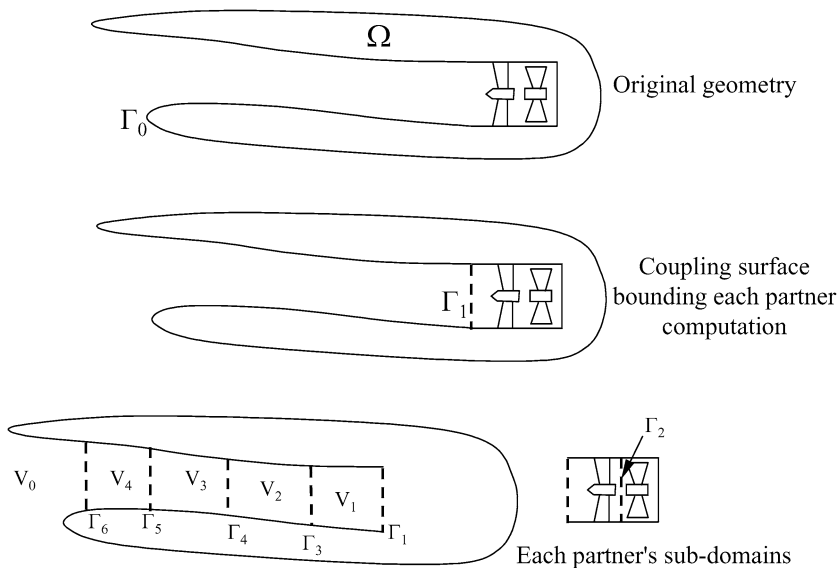 Ω
Original geometry
Γ₀
Coupling surface
bounding each partner
computation
Γ₁
Γ₂
V₀ V₄ V₃ V₂ V₁
Γ₆ Γ₅ Γ₄ Γ₃ Γ₁
Each partner's sub-domains